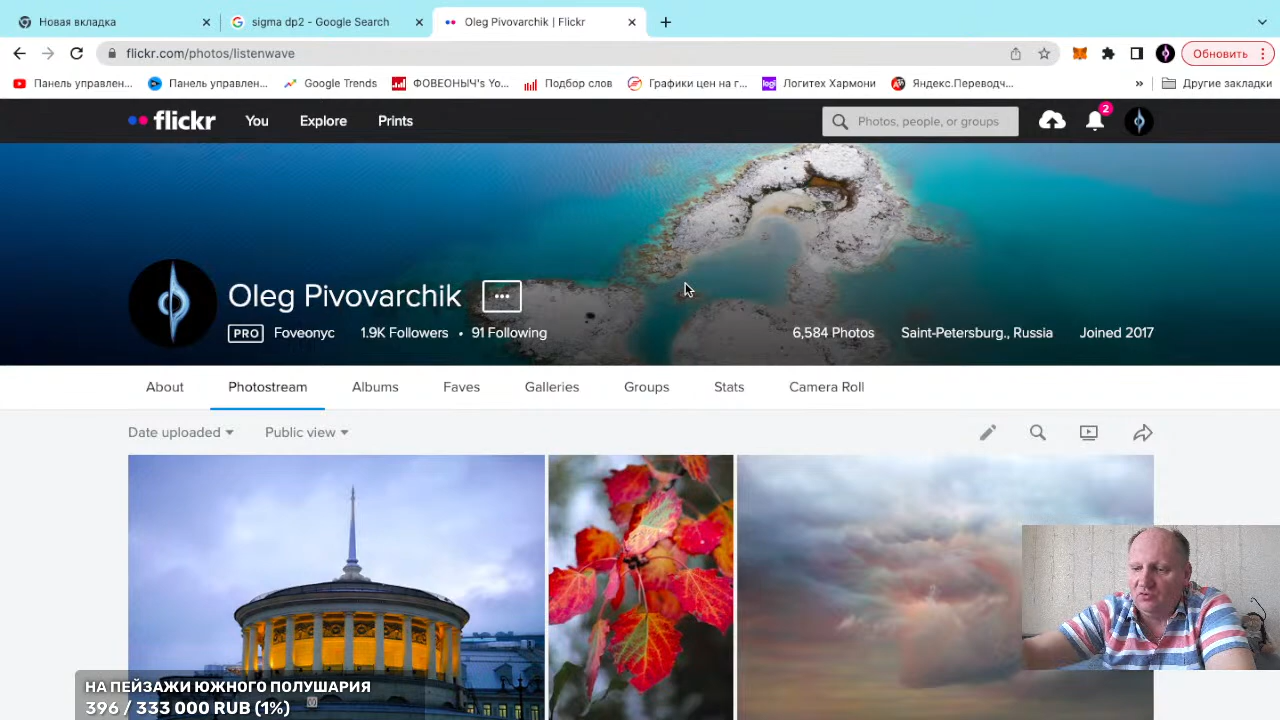 Новая вкладка
sigma dp2 - Google Search
Oleg Pivovarchik | Flickr
flickr.com/photos/listenwave
Обновить
Панель управлен...
Панель управлен...
Google Trends
ФОВЕОНЫЧ's Yo...
Подбор слов
Графики цен на г...
Логитех Хармони
Яндекс.Переводч...
»
Другие закладки
flickr
You
Explore
Prints
Photos, people, or groups
2
Oleg Pivovarchik
PRO
Foveonyc
1.9K Followers • 91 Following
6,584 Photos
Saint-Petersburg., Russia
Joined 2017
About
Photostream
Albums
Faves
Galleries
Groups
Stats
Camera Roll
Date uploaded
Public view
НА ПЕЙЗАЖИ ЮЖНОГО ПОЛУШАРИЯ
396 / 333 000 RUB (1%)